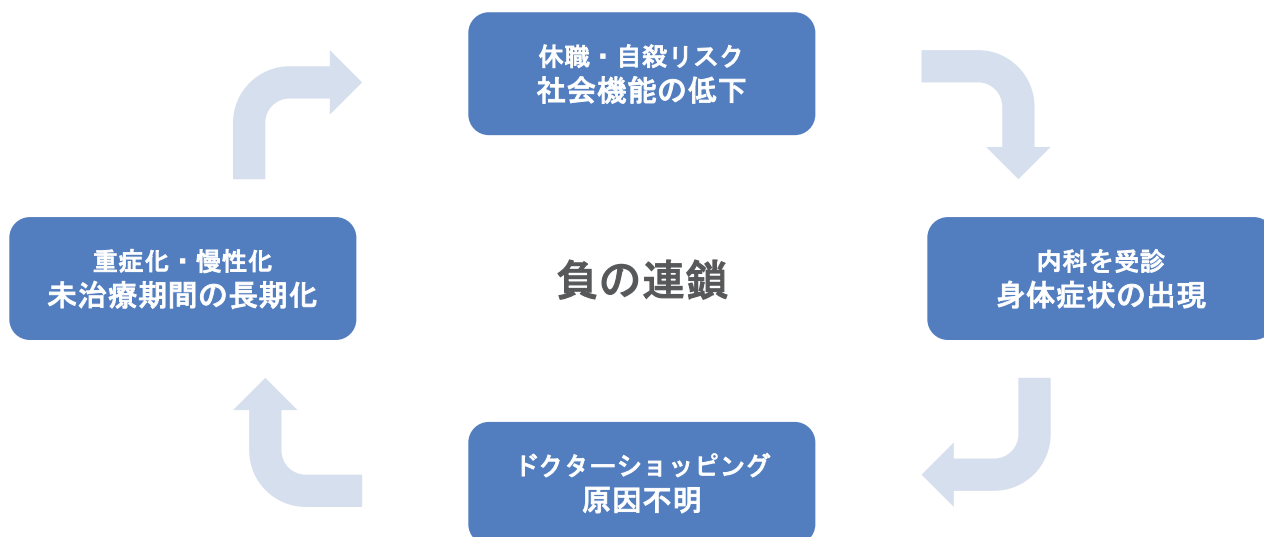 休職・自殺リスク
社会機能の低下
重症化・慢性化
未治療期間の長期化
負の連鎖
内科を受診
身体症状の出現
ドクターショッピング
原因不明